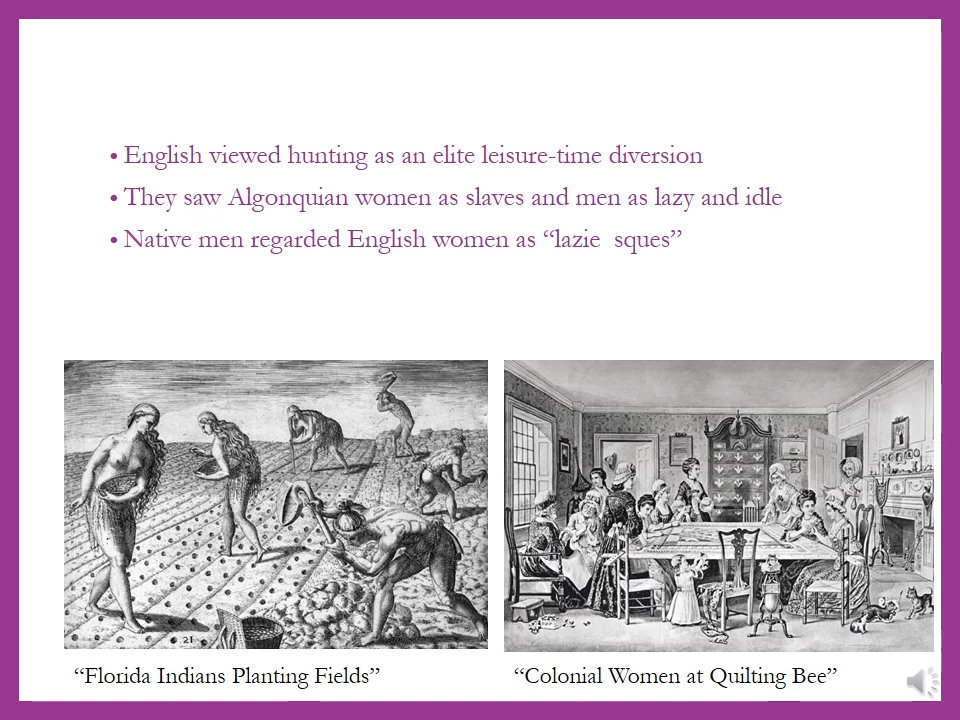 • English viewed hunting as an elite leisure-time diversion
• They saw Algonquian women as slaves and men as lazy and idle
• Native men regarded English women as “lazie  sques”
21
“Florida Indians Planting Fields”
“Colonial Women at Quilting Bee”